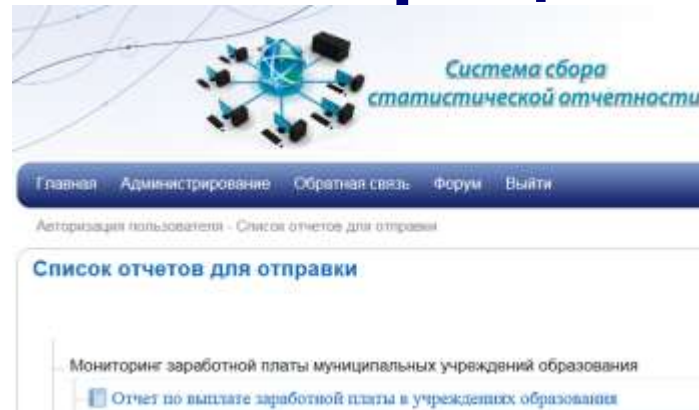 Система сбора
статистической отчетности
Главная Администрирование Обратная связь Форум Выйти
Авторизация пользователя - Список отчетов для отправки
Список отчетов для отправки
Мониторинг заработной платы муниципальных учреждений образования
Отчет по выплате заработной платы в учреждениях образования